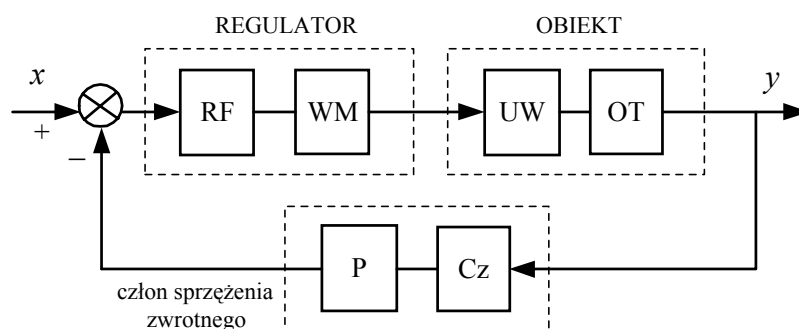 REGULATOR OBIEKT
x y
RF WM UW OT
+
−
P Cz
człon sprzężenia
zwrotnego